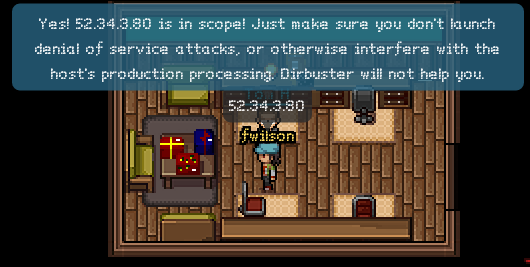 Yes! 52.34.3.80 is in scope! Just make sure you don't launch
denial of service attacks, or otherwise interfere with the
host's production processing. Dirbuster will not help you.
52.34.3.80
fwilson